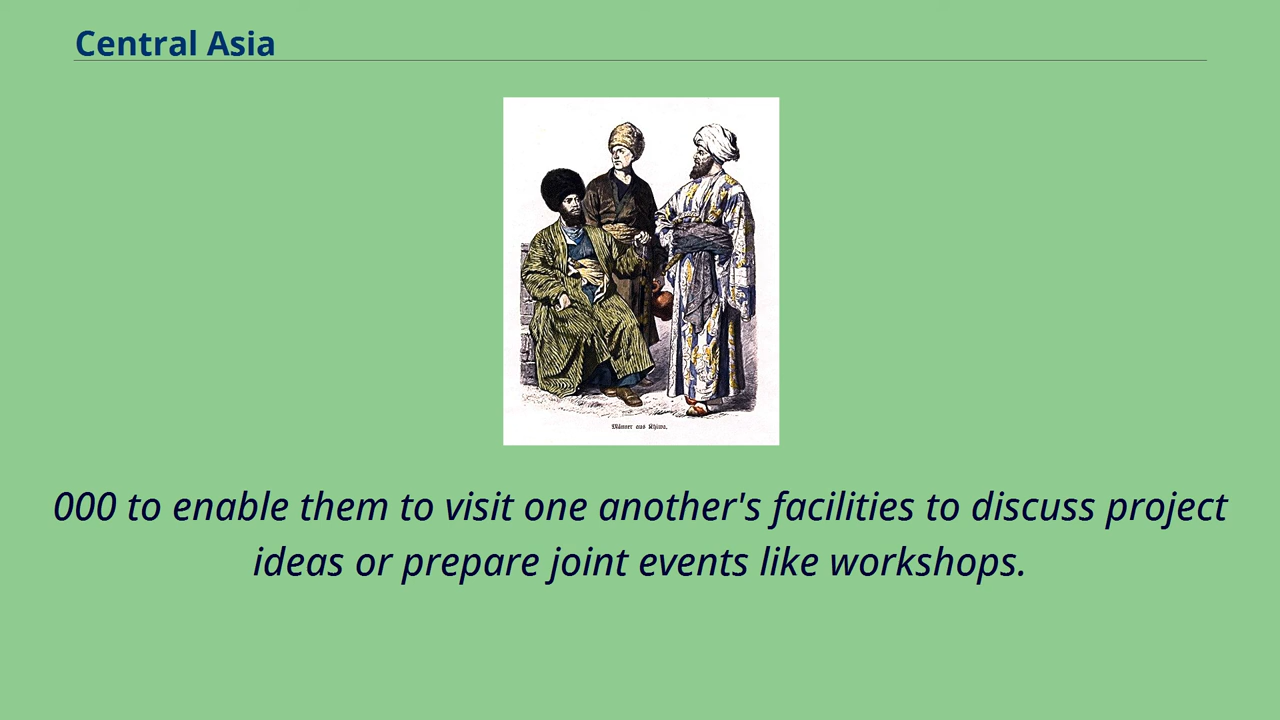 Central Asia
Männer aus Khiwa.
000 to enable them to visit one another's facilities to discuss project
ideas or prepare joint events like workshops.